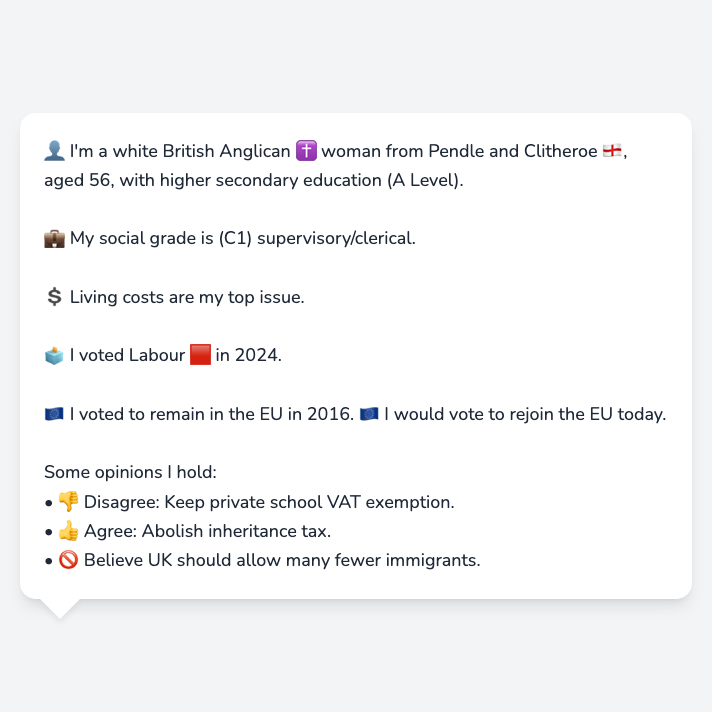 👤 I'm a white British Anglican ✝️ woman from Pendle and Clitheroe 🏴󠁧󠁢󠁥󠁮󠁧󠁿,
aged 56, with higher secondary education (A Level).
💼 My social grade is (C1) supervisory/clerical.
💲 Living costs are my top issue.
🗳️ I voted Labour 🟥 in 2024.
🇪🇺 I voted to remain in the EU in 2016. 🇪🇺 I would vote to rejoin the EU today.
Some opinions I hold:
• 👎 Disagree: Keep private school VAT exemption.
• 👍 Agree: Abolish inheritance tax.
• 🚫 Believe UK should allow many fewer immigrants.